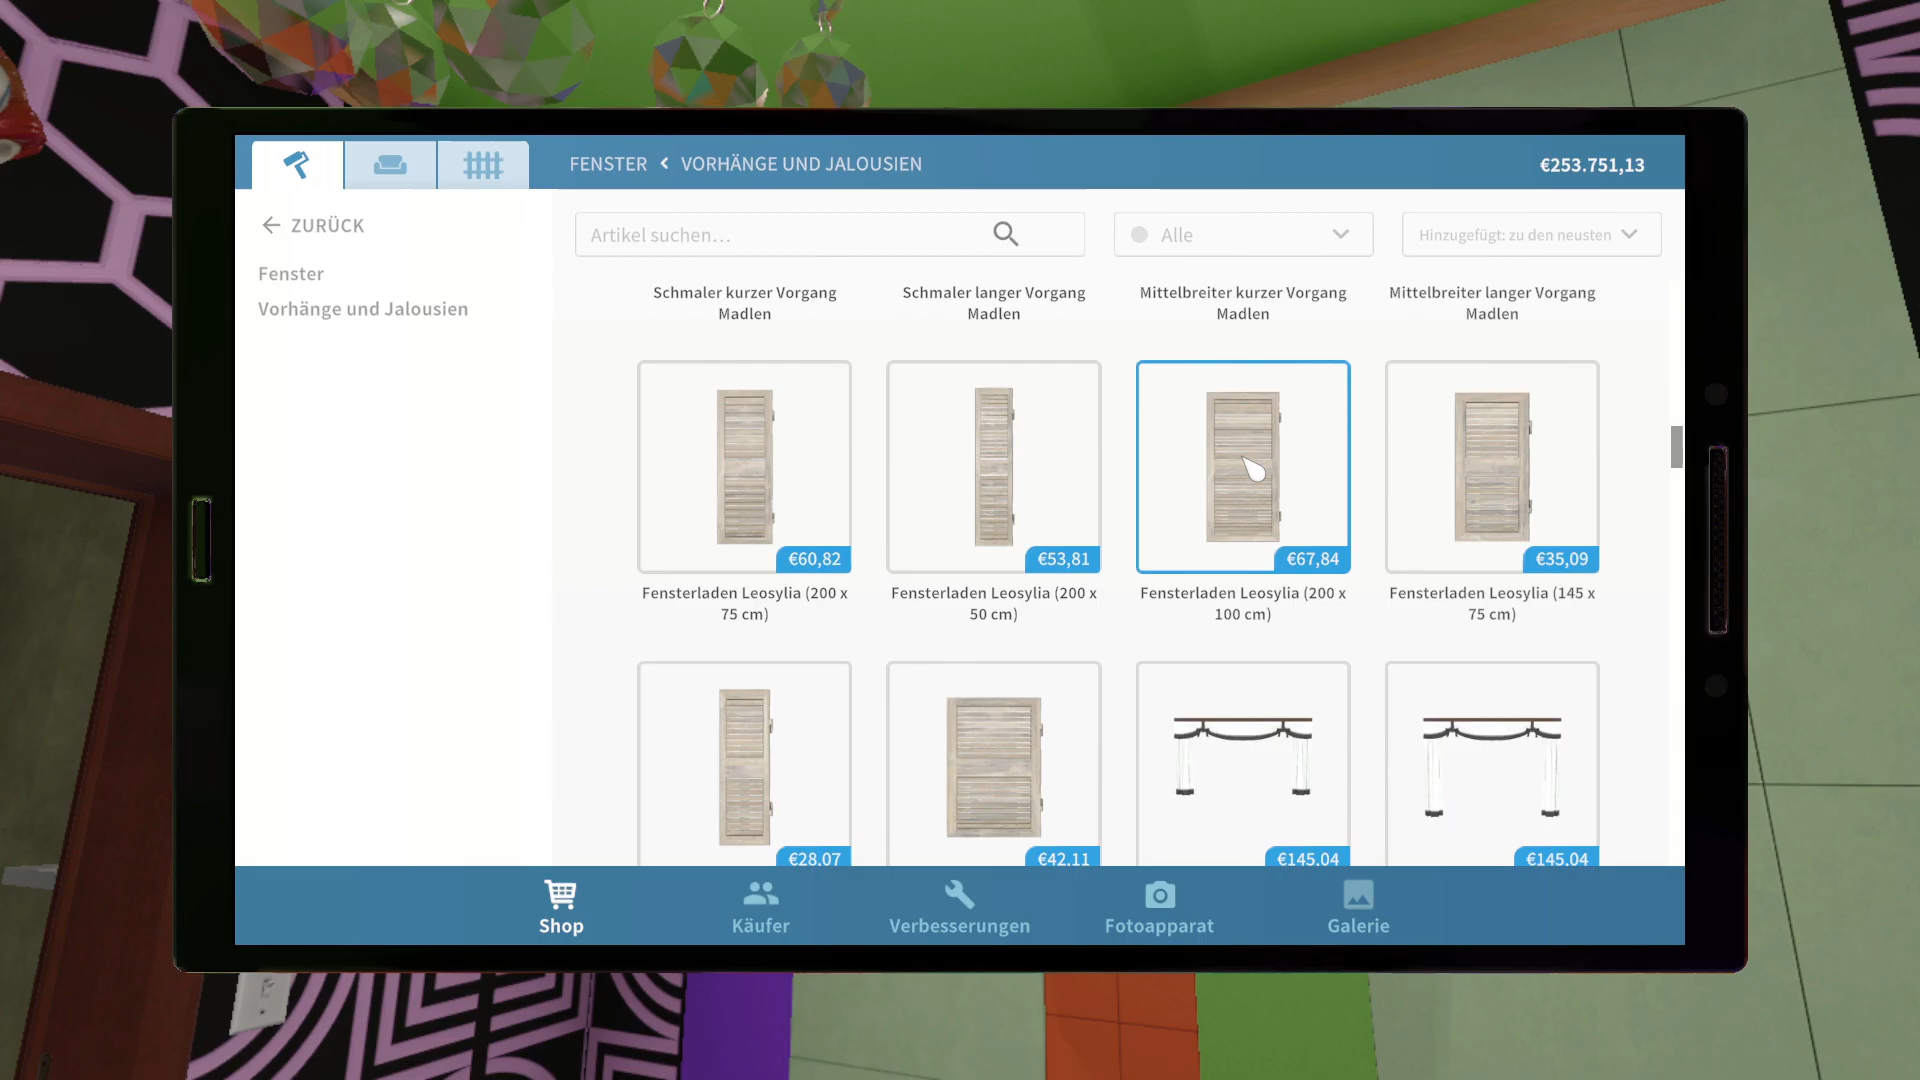 FENSTER < VORHÄNGE UND JALOUSIEN
€253.751,13
← ZURÜCK
Fenster
Vorhänge und Jalousien
Artikel suchen...
Alle
Hinzugefügt: zu den neusten
Schmaler kurzer Vorgang
Madlen
Schmaler langer Vorgang
Madlen
Mittelbreiter kurzer Vorgang
Madlen
Mittelbreiter langer Vorgang
Madlen
€60,82
€53,81
€67,84
€35,09
Fensterladen Leosylia (200 x
75 cm)
Fensterladen Leosylia (200 x
50 cm)
Fensterladen Leosylia (200 x
100 cm)
Fensterladen Leosylia (145 x
75 cm)
€28,07
€42,11
€145,04
€145,04
Shop
Käufer
Verbesserungen
Fotoapparat
Galerie